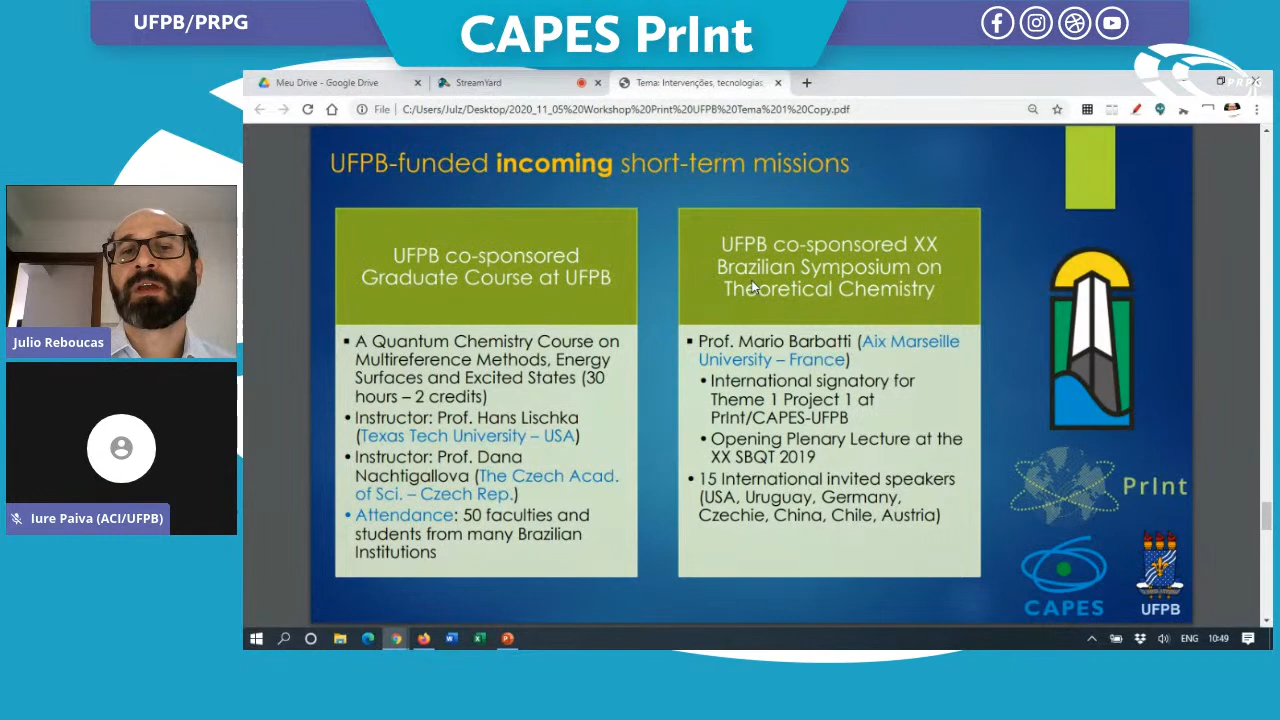 UFPB/PRPG
CAPES PrInt
Meu Drive - Google Drive
StreamYard
Tema: Intervenções, tecnologias
File
C:/Users/Julz/Desktop/2020_11_05%20Workshop%20Print%20UFPB%20Tema%201%20Copy.pdf
UFPB-funded incoming short-term missions
UFPB co-sponsored
Graduate Course at UFPB
▪ A Quantum Chemistry Course on
Multireference Methods, Energy
Surfaces and Excited States (30
hours – 2 credits)
• Instructor: Prof. Hans Lischka
(Texas Tech University – USA)
• Instructor: Prof. Dana
Nachtigallova (The Czech Acad.
of Sci. – Czech Rep.)
• Attendance: 50 faculties and
students from many Brazilian
Institutions
UFPB co-sponsored XX
Brazilian Symposium on
Theoretical Chemistry
▪ Prof. Mario Barbatti (Aix Marseille
University – France)
• International signatory for
Theme 1 Project 1 at
PrInt/CAPES-UFPB
• Opening Plenary Lecture at the
XX SBQT 2019
• 15 International invited speakers
(USA, Uruguay, Germany,
Czechie, China, Chile, Austria)
PrInt
CAPES
UFPB
Julio Reboucas
Iure Paiva (ACI/UFPB)
ENG
10:49